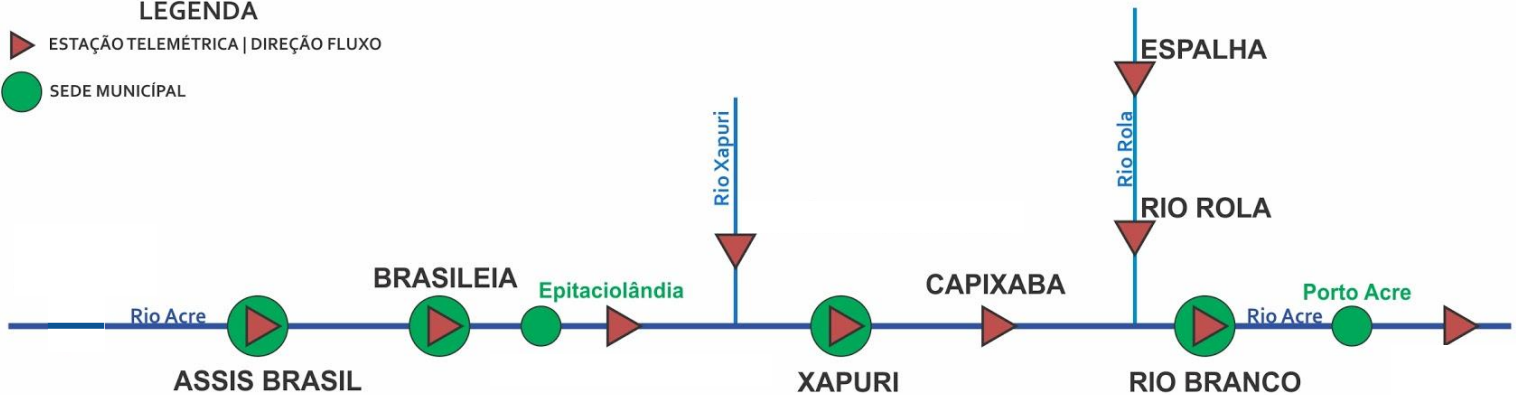 LEGENDA
ESTAÇÃO TELEMÉTRICA | DIREÇÃO FLUXO
SEDE MUNICÍPAL
ESPALHA
Rio Xapuri
Rio Rola
RIO ROLA
BRASILEIA
Epitaciolândia
CAPIXABA
Porto Acre
Rio Acre
Rio Acre
ASSIS BRASIL
XAPURI
RIO BRANCO